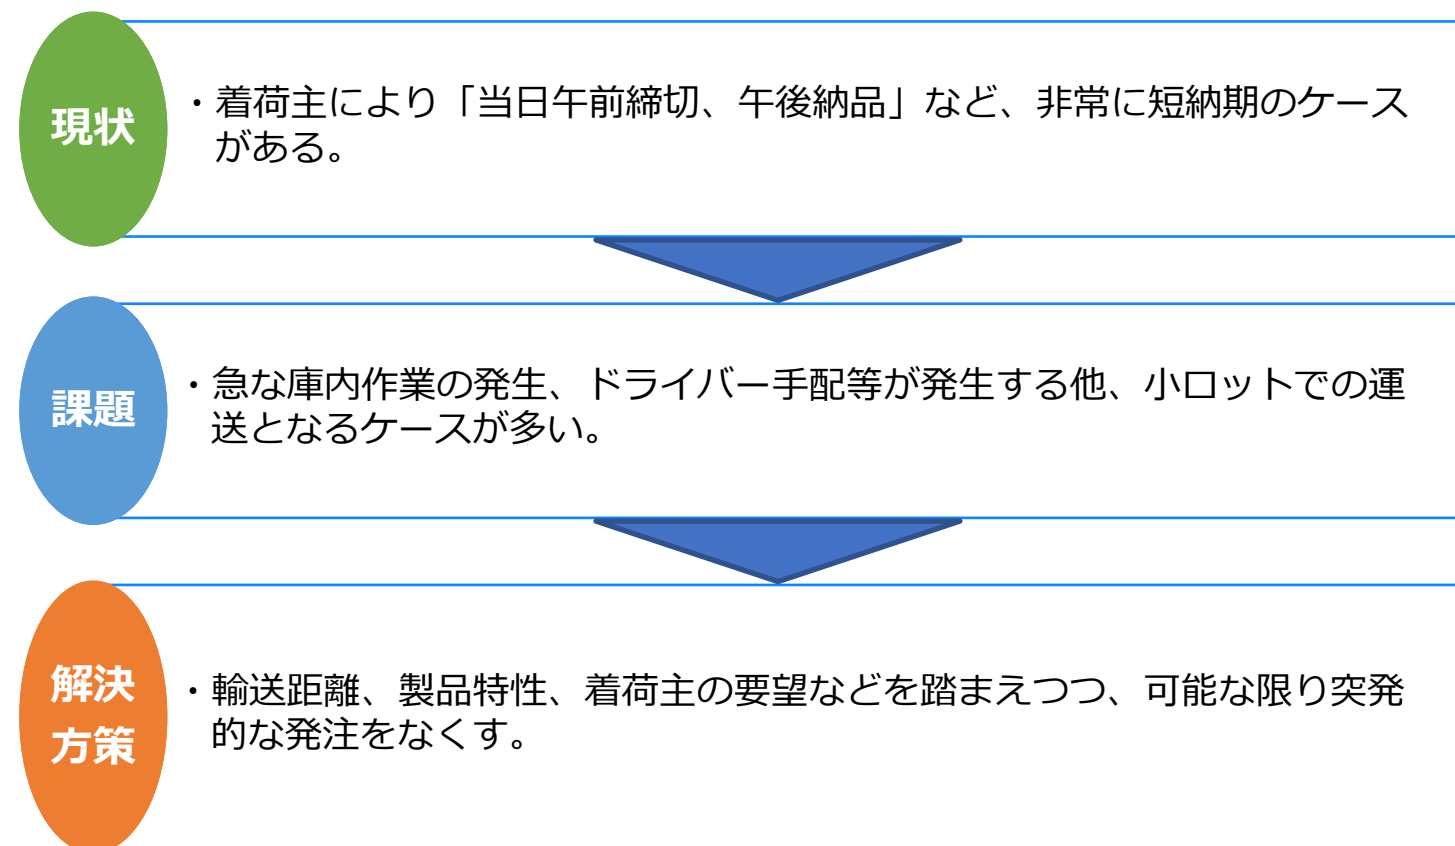 現状
・着荷主により「当日午前締切、午後納品」など、非常に短納期のケース
がある。
課題
・急な庫内作業の発生、ドライバー手配等が発生する他、小ロットでの運
送となるケースが多い。
解決
方策
・輸送距離、製品特性、着荷主の要望などを踏まえつつ、可能な限り突発
的な発注をなくす。